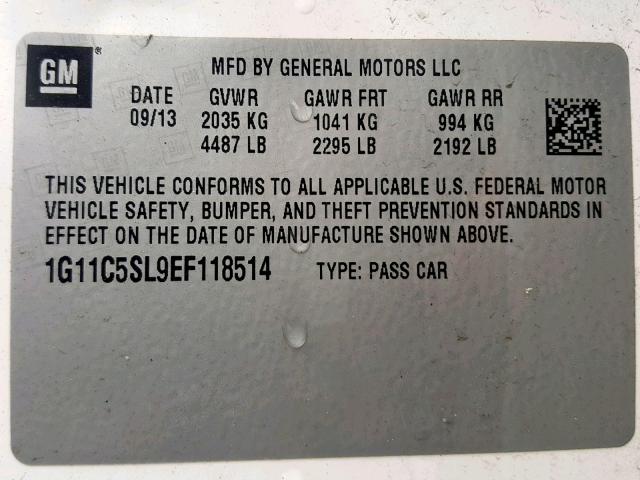 GM®
MFD BY GENERAL MOTORS LLC
DATE GVWR GAWR FRT GAWR RR
09/13 2035 KG 1041 KG 994 KG
4487 LB 2295 LB 2192 LB
THIS VEHICLE CONFORMS TO ALL APPLICABLE U.S. FEDERAL MOTOR
VEHICLE SAFETY, BUMPER, AND THEFT PREVENTION STANDARDS IN
EFFECT ON THE DATE OF MANUFACTURE SHOWN ABOVE.
1G11C5SL9EF118514 TYPE: PASS CAR